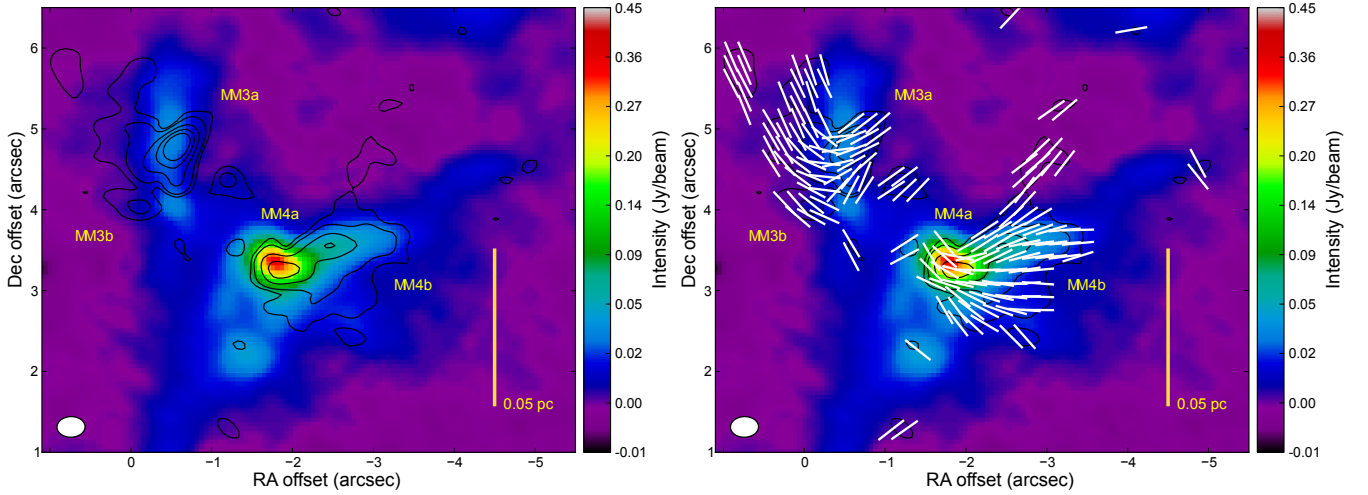 6
5
4
3
2
1
Dec offset (arcsec)
0
−1
−2
−3
−4
−5
RA offset (arcsec)
MM3a
MM4a
MM3b
MM4b
0.05 pc
0.45
0.36
0.27
0.20
0.14
0.09
0.05
0.02
0.00
-0.01
Intensity (Jy/beam)
6
5
4
3
2
1
Dec offset (arcsec)
0
−1
−2
−3
−4
−5
RA offset (arcsec)
MM3a
MM4a
MM3b
MM4b
0.05 pc
0.45
0.36
0.27
0.20
0.14
0.09
0.05
0.02
0.00
-0.01
Intensity (Jy/beam)